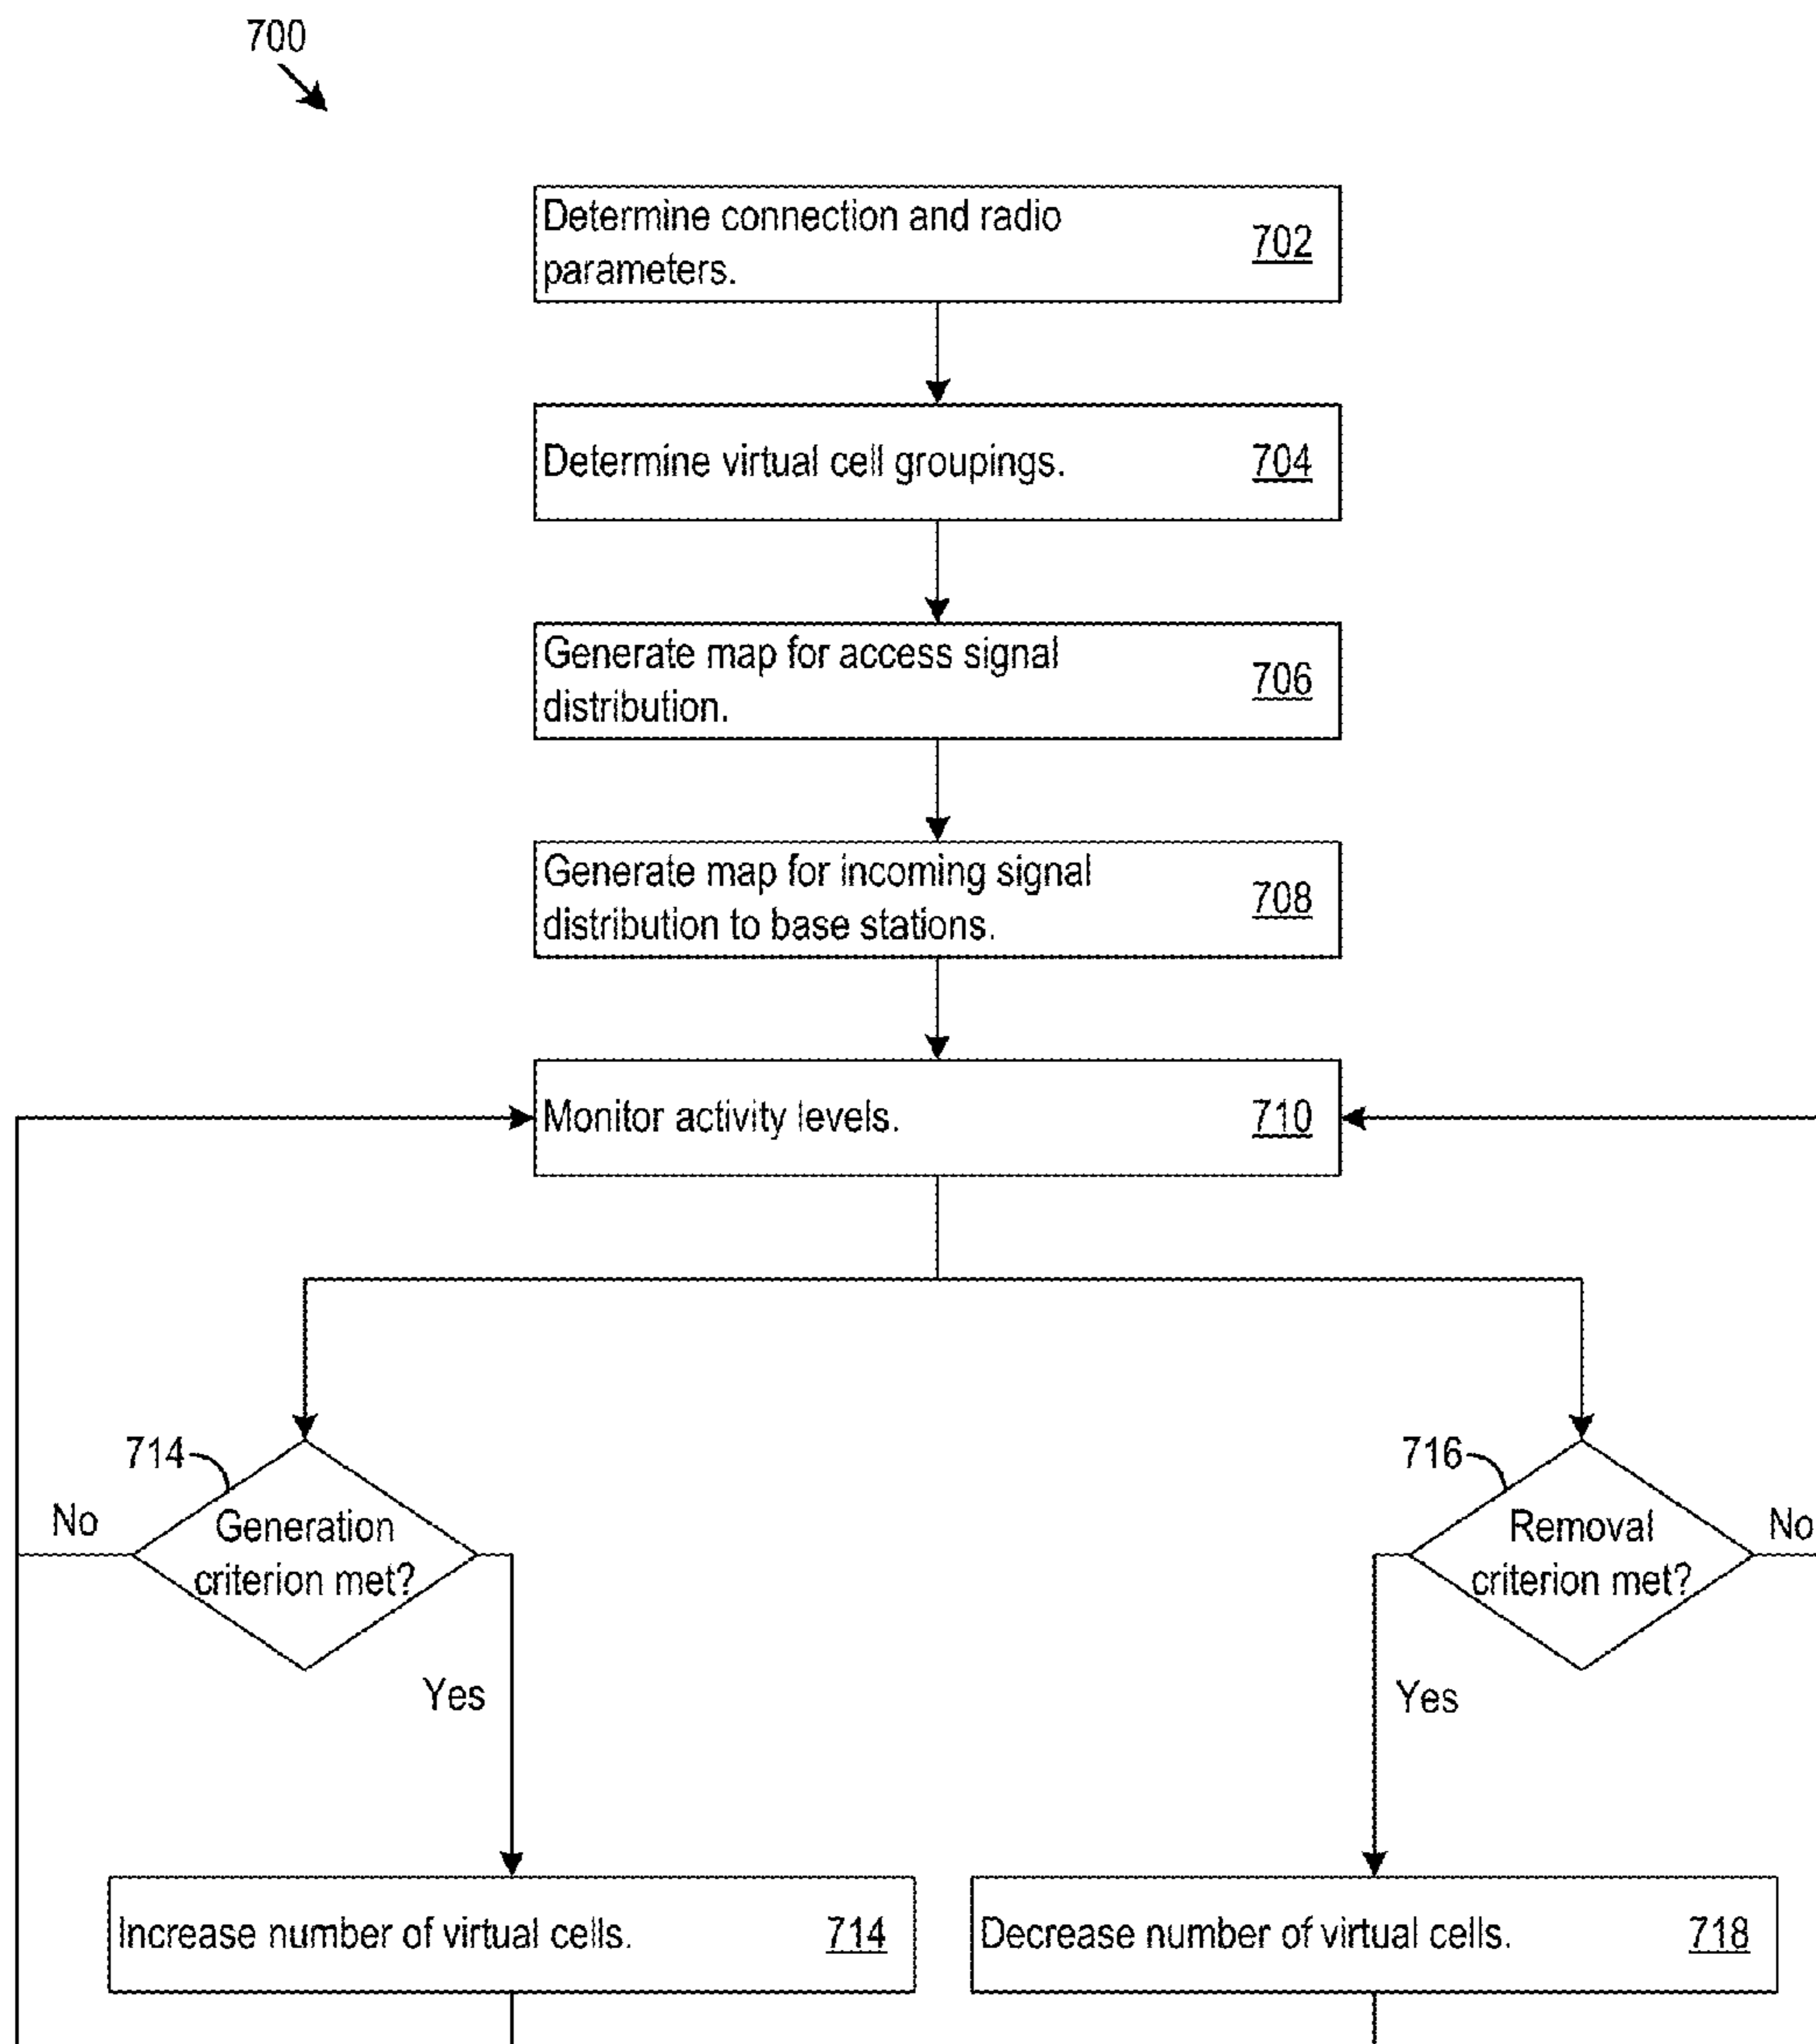 700
Determine connection and radio
parameters.
702
Determine virtual cell groupings.
704
Generate map for access signal
distribution.
706
Generate map for incoming signal
distribution to base stations.
708
Monitor activity levels.
710
714
No
Generation
criterion met?
Yes
716
Removal
criterion met?
No
Yes
Increase number of virtual cells.
714
Decrease number of virtual cells.
718